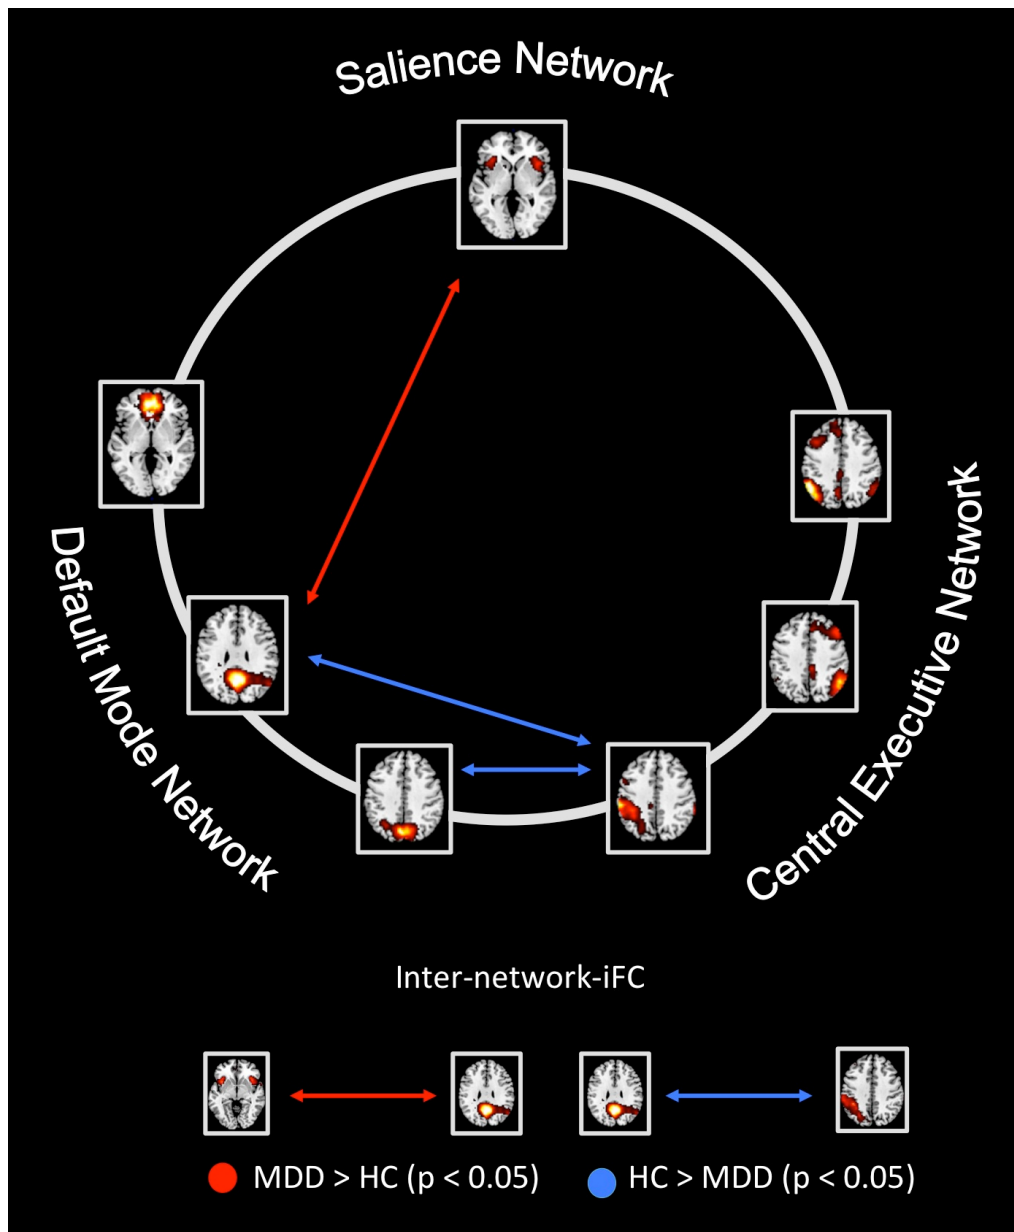 Salience Network
Default Mode Network
Central Executive Network
Inter-network-iFC
MDD > HC (p < 0.05)
HC > MDD (p < 0.05)